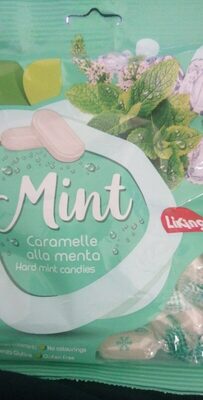 Mint
LiKing
Caramelle
alla menta
Hard mint candies
No colourings
Gluten Free